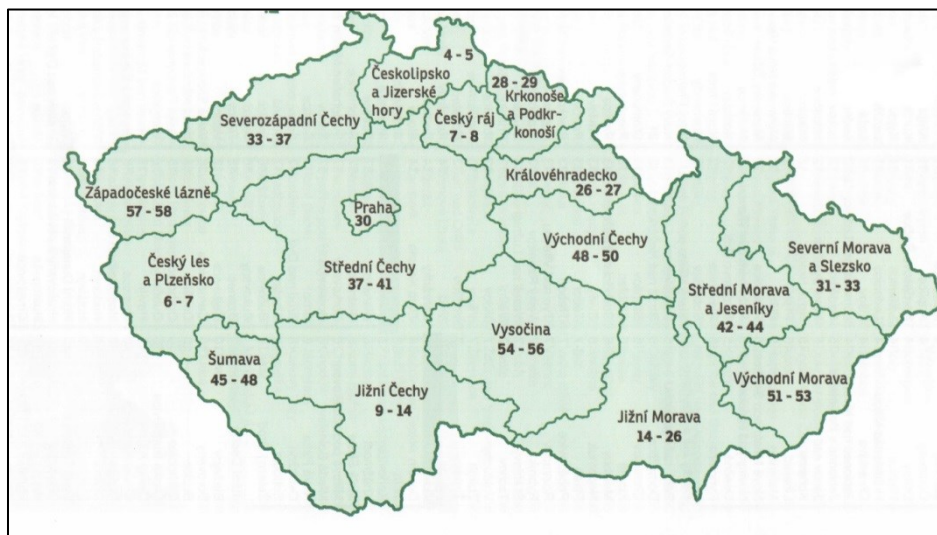 4 - 5
Českolipsko
a Jizerské
hory
28 - 29
Krkonoše
a Podkr-
konoší
Severozápadní Čechy
33 - 37
Český ráj
7 - 8
Královéhradecko
26 - 27
Západočeské lázně
57 - 58
Praha
30
Východní Čechy
48 - 50
Český les
a Plzeňsko
6 - 7
Střední Čechy
37 - 41
Severní Morava
a Slezsko
31 - 33
Střední Morava
a Jeseníky
42 - 44
Vysočina
54 - 56
Šumava
45 - 48
Jižní Čechy
9 - 14
Východní Morava
51 - 53
Jižní Morava
14 - 26